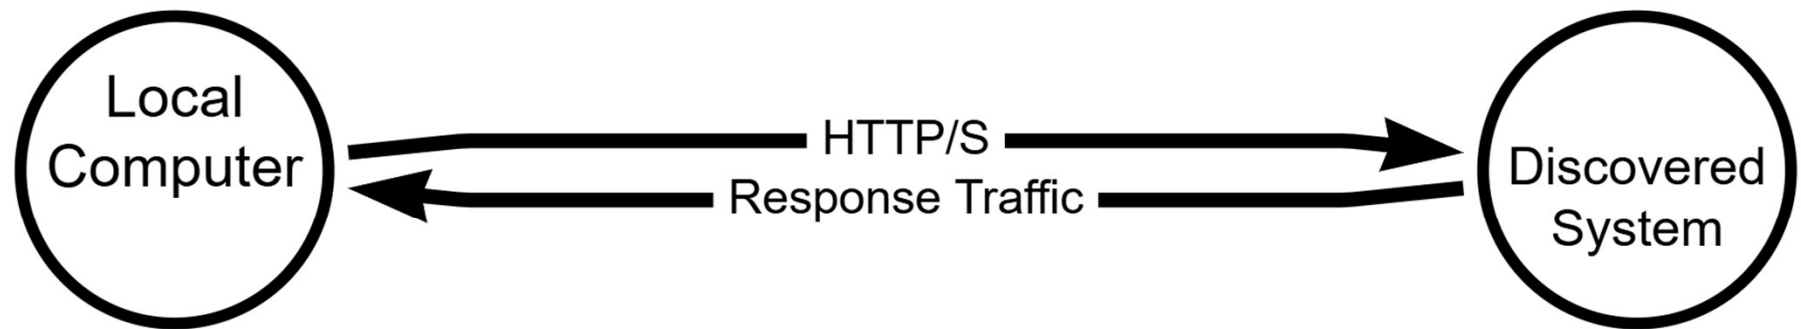 Local
Computer
HTTP/S
Response Traffic
Discovered
System